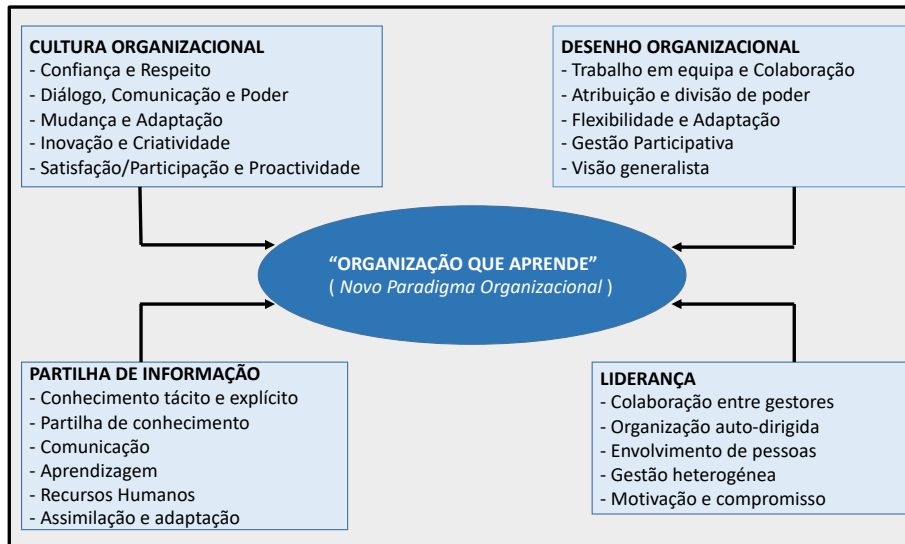 CULTURA ORGANIZACIONAL
- Confiança e Respeito
- Diálogo, Comunicação e Poder
- Mudança e Adaptação
- Inovação e Criatividade
- Satisfação/Participação e Proactividade
DESENHO ORGANIZACIONAL
- Trabalho em equipa e Colaboração
- Atribuição e divisão de poder
- Flexibilidade e Adaptação
- Gestão Participativa
- Visão generalista
“ORGANIZAÇÃO QUE APRENDE”
( Novo Paradigma Organizacional )
PARTILHA DE INFORMAÇÃO
- Conhecimento tácito e explícito
- Partilha de conhecimento
- Comunicação
- Aprendizagem
- Recursos Humanos
- Assimilação e adaptação
LIDERANÇA
- Colaboração entre gestores
- Organização auto-dirigida
- Envolvimento de pessoas
- Gestão heterogénea
- Motivação e compromisso